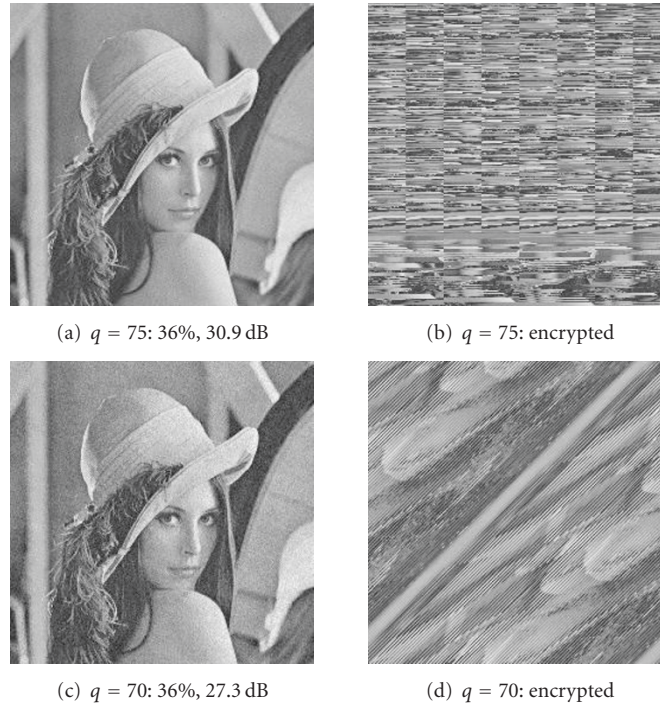 (a) q = 75: 36%, 30.9 dB
(b) q = 75: encrypted
(c) q = 70: 36%, 27.3 dB
(d) q = 70: encrypted